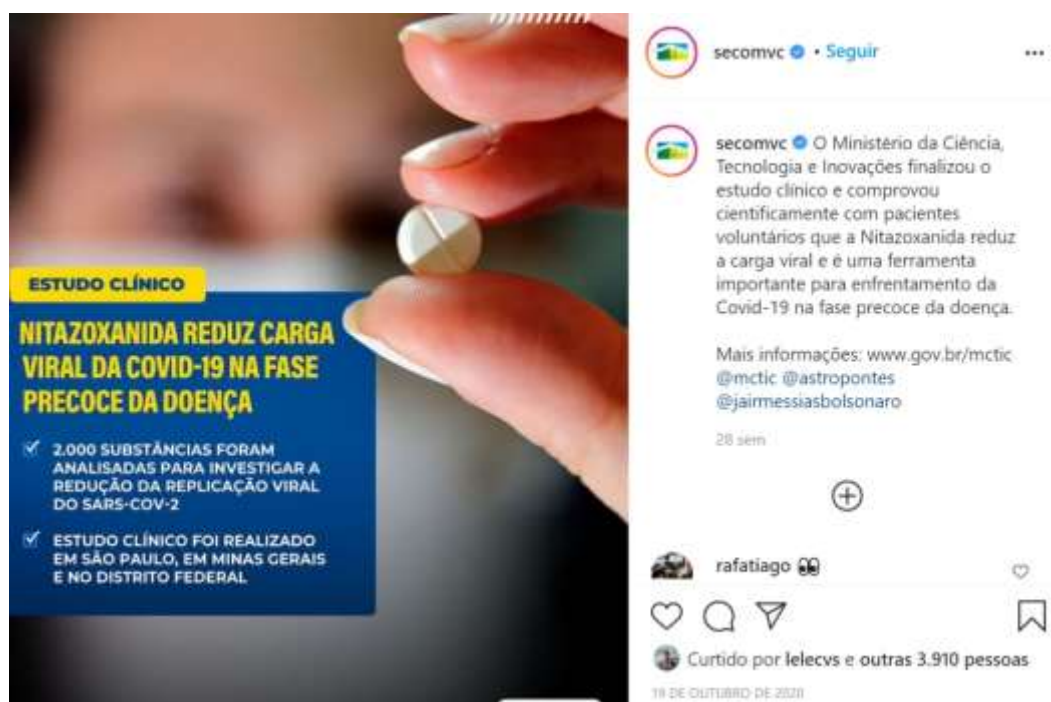 ESTUDO CLÍNICO
NITAZOXANIDA REDUZ CARGA
VIRAL DA COVID-19 NA FASE
PRECOCE DA DOENÇA
2.000 SUBSTÂNCIAS FORAM
ANALISADAS PARA INVESTIGAR A
REDUÇÃO DA REPLICAÇÃO VIRAL
DO SARS-COV-2
ESTUDO CLÍNICO FOI REALIZADO
EM SÃO PAULO, EM MINAS GERAIS
E NO DISTRITO FEDERAL
secomvc • Seguir
secomvc O Ministério da Ciência,
Tecnologia e Inovações finalizou o
estudo clínico e comprovou
cientificamente com pacientes
voluntários que a Nitazoxanida reduz
a carga viral e é uma ferramenta
importante para enfrentamento da
Covid-19 na fase precoce da doença.
Mais informações: www.gov.br/mctic
@mctic @astropontes
@jairmessiasbolsonaro
28 sem
rafatiago 👀
Curtido por lelecvs e outras 3.910 pessoas
19 DE OUTUBRO DE 2020